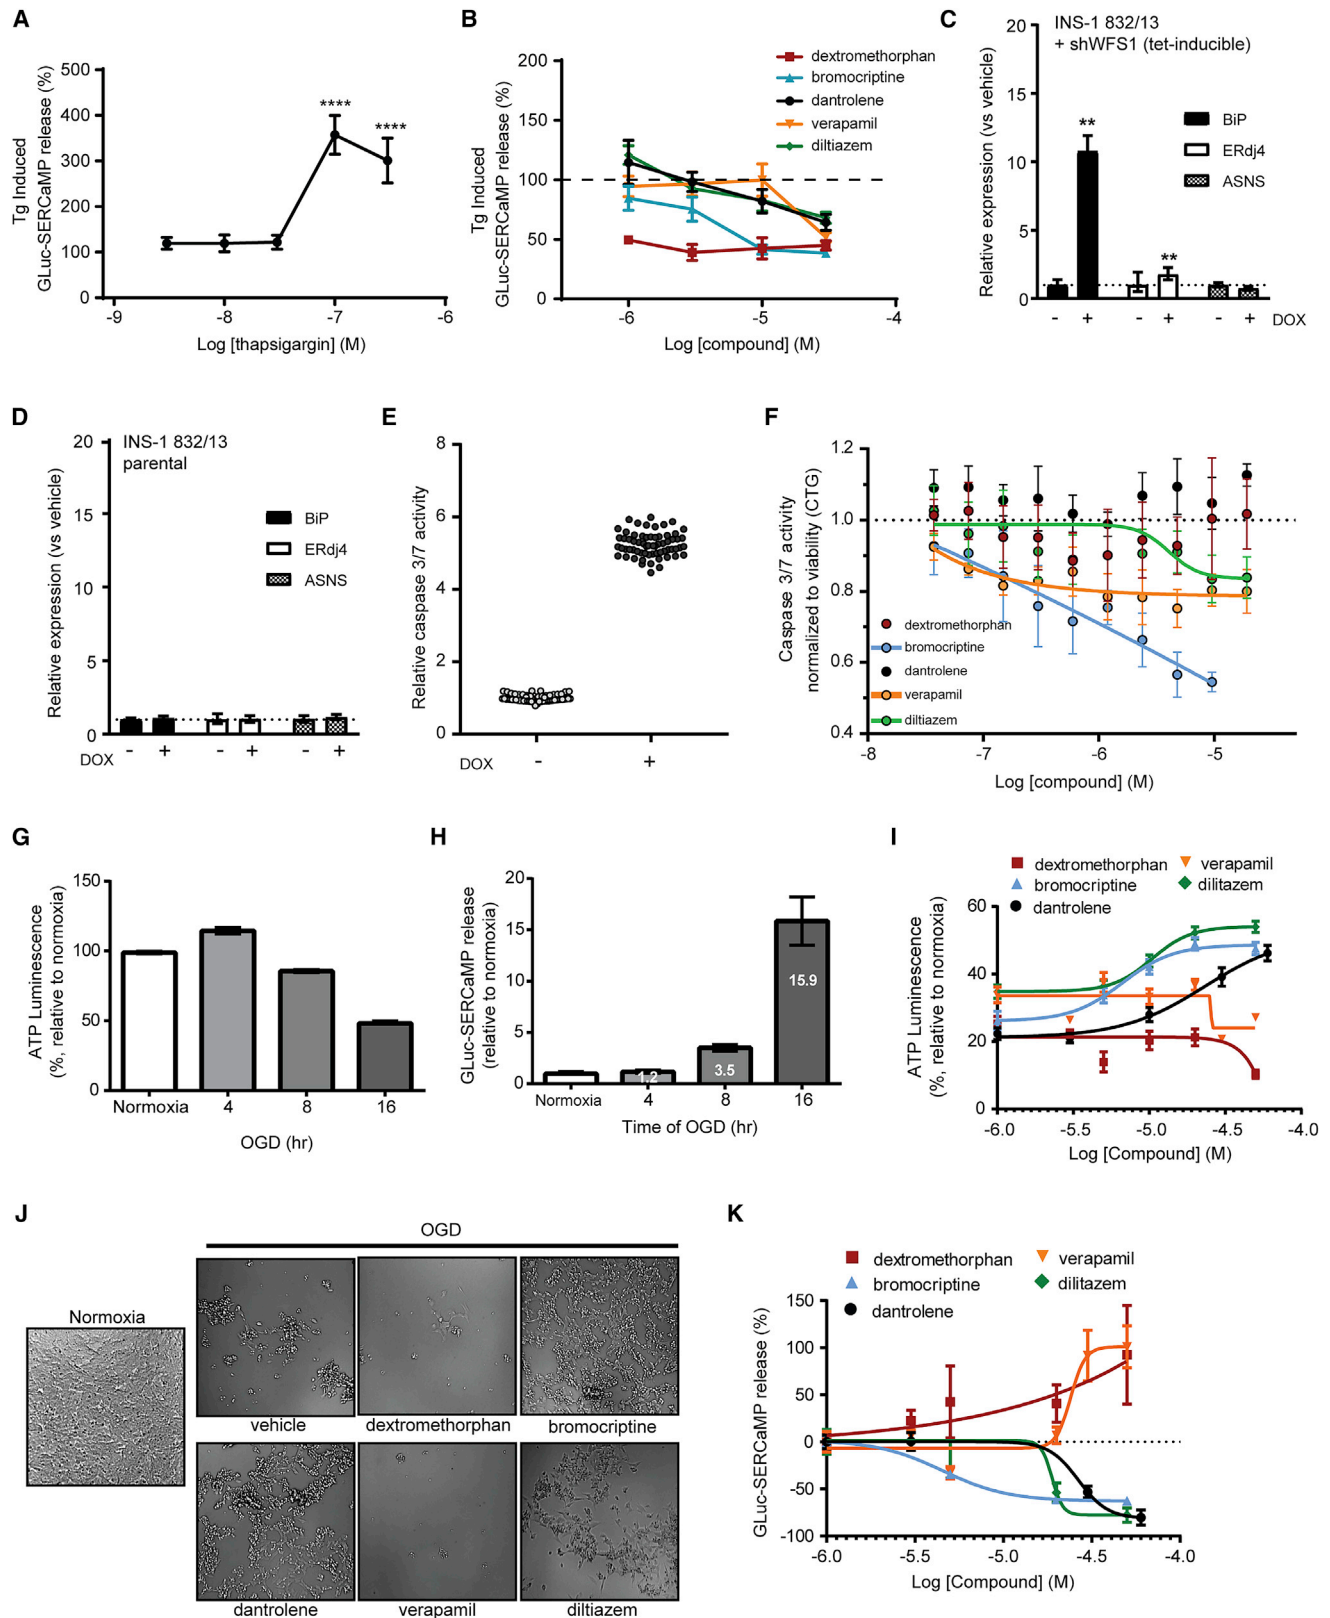 A
Tg Induced
GLuc-SERCaMP release (%)
500
400
300
200
100
0
-9
-8
-7
-6
****
****
Log [thapsigargin] (M)
B
Tg Induced
GLuc-SERCaMP release (%)
200
150
100
50
0
-6
-5
-4
dextromethorphan
bromocriptine
dantrolene
verapamil
diltiazem
Log [compound] (M)
C
INS-1 832/13
+ shWFS1 (tet-inducible)
Relative expression (vs vehicle)
20
15
10
5
0
**
**
BiP
ERdj4
ASNS
- + - + - + DOX
D
INS-1 832/13
parental
Relative expression (vs vehicle)
20
15
10
5
0
BiP
ERdj4
ASNS
DOX - + - + - +
E
Relative caspase 3/7 activity
8
6
4
2
0
DOX - +
F
Caspase 3/7 activity
normalized to viability (CTG)
1.2
1.0
0.8
0.6
0.4
-8
-7
-6
-5
dextromethorphan
bromocriptine
dantrolene
verapamil
diltiazem
Log [compound] (M)
G
ATP Luminescence
(%, relative to normoxia)
150
100
50
0
Normoxia 4 8 16
OGD (hr)
H
GLuc-SERCaMP release
(relative to normoxia)
20
15
10
5
0
1.2
3.5
15.9
Normoxia 4 8 16
Time of OGD (hr)
I
dextromethorphan
bromocriptine
dantrolene
verapamil
dilitazem
ATP Luminescence
(%, relative to normoxia)
60
40
20
0
-6.0 -5.5 -5.0 -4.5 -4.0
Log [Compound] (M)
J
OGD
Normoxia
vehicle
dextromethorphan
bromocriptine
dantrolene
verapamil
diltiazem
K
dextromethorphan
bromocriptine
dantrolene
verapamil
dilitazem
GLuc-SERCaMP release (%)
150
100
50
0
-50
-100
-6.0 -5.5 -5.0 -4.5 -4.0
Log [Compound] (M)